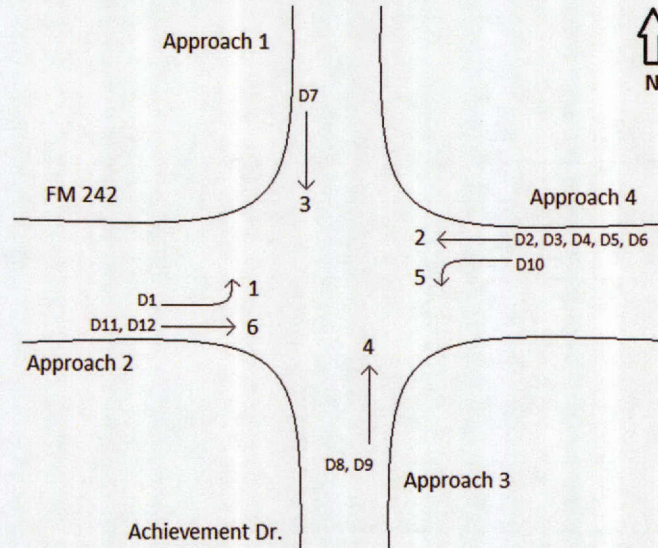 Approach 1
N
D7
FM 242
3
Approach 4
2
D2, D3, D4, D5, D6
5
D10
1
D1
D11, D12
6
4
Approach 2
D8, D9
Approach 3
Achievement Dr.